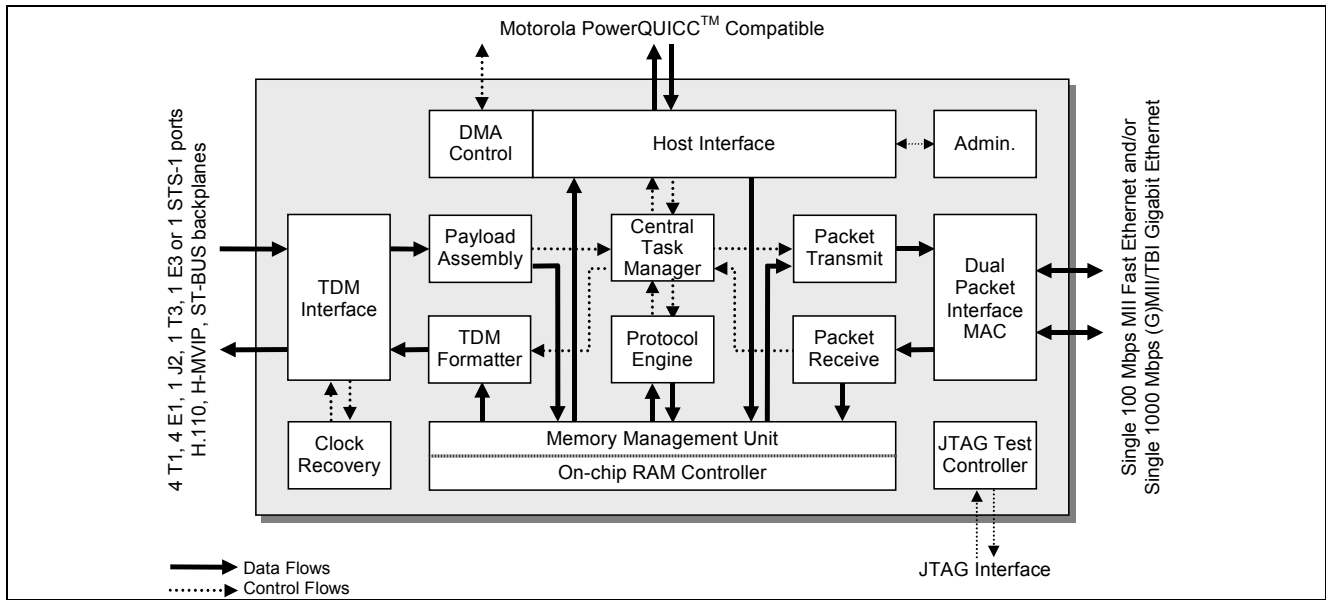 Motorola PowerQUICC™ Compatible
DMA
Control
Host Interface
Admin.
4 T1, 4 E1, 1 J2, 1 T3, 1 E3 or 1 STS-1 ports
H.110, H-MVIP, ST-BUS backplanes
TDM
Interface
Payload
Assembly
Central
Task
Manager
Packet
Transmit
Dual
Packet
Interface
MAC
TDM
Formatter
Protocol
Engine
Packet
Receive
Single 100 Mbps MII Fast Ethernet and/or
Single 1000 Mbps (G)MII/TBI Gigabit Ethernet
Clock
Recovery
Memory Management Unit
On-chip RAM Controller
JTAG Test
Controller
Data Flows
Control Flows
JTAG Interface